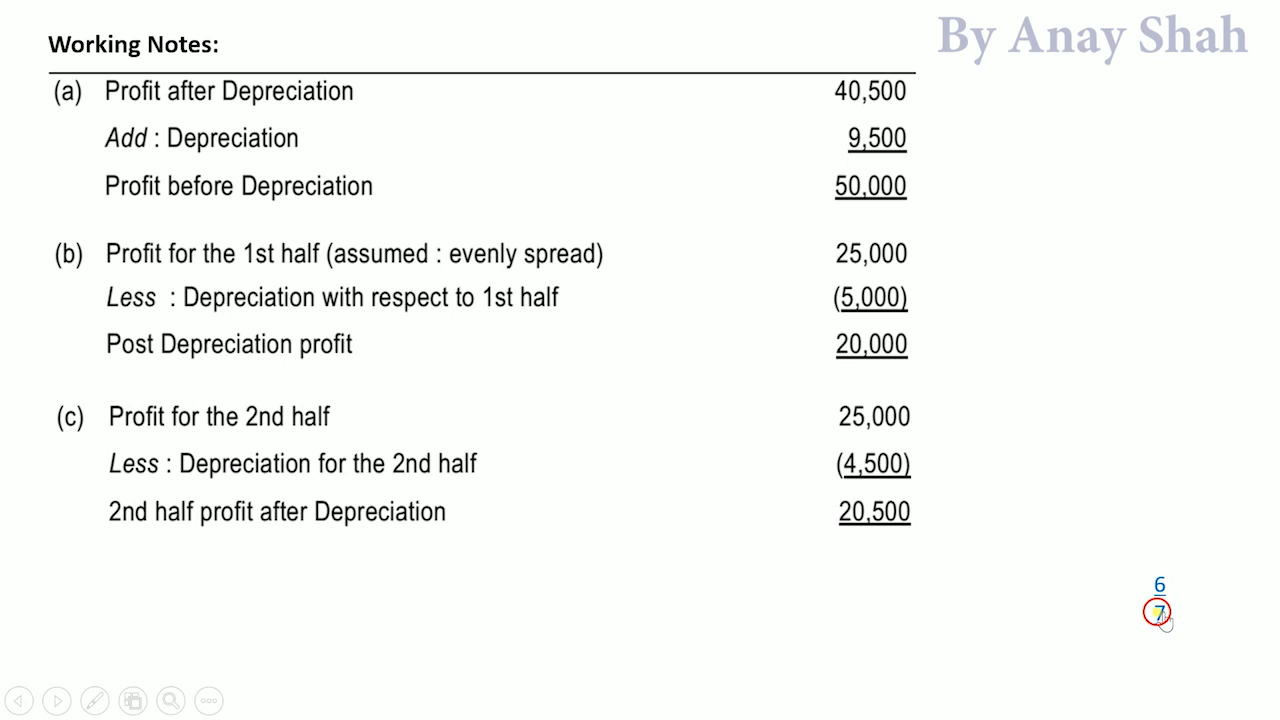 By Anay Shah
Working Notes:
(a) Profit after Depreciation 40,500
Add : Depreciation 9,500
Profit before Depreciation 50,000
(b) Profit for the 1st half (assumed : evenly spread) 25,000
Less : Depreciation with respect to 1st half (5,000)
Post Depreciation profit 20,000
(c) Profit for the 2nd half 25,000
Less : Depreciation for the 2nd half (4,500)
2nd half profit after Depreciation 20,500
6
7